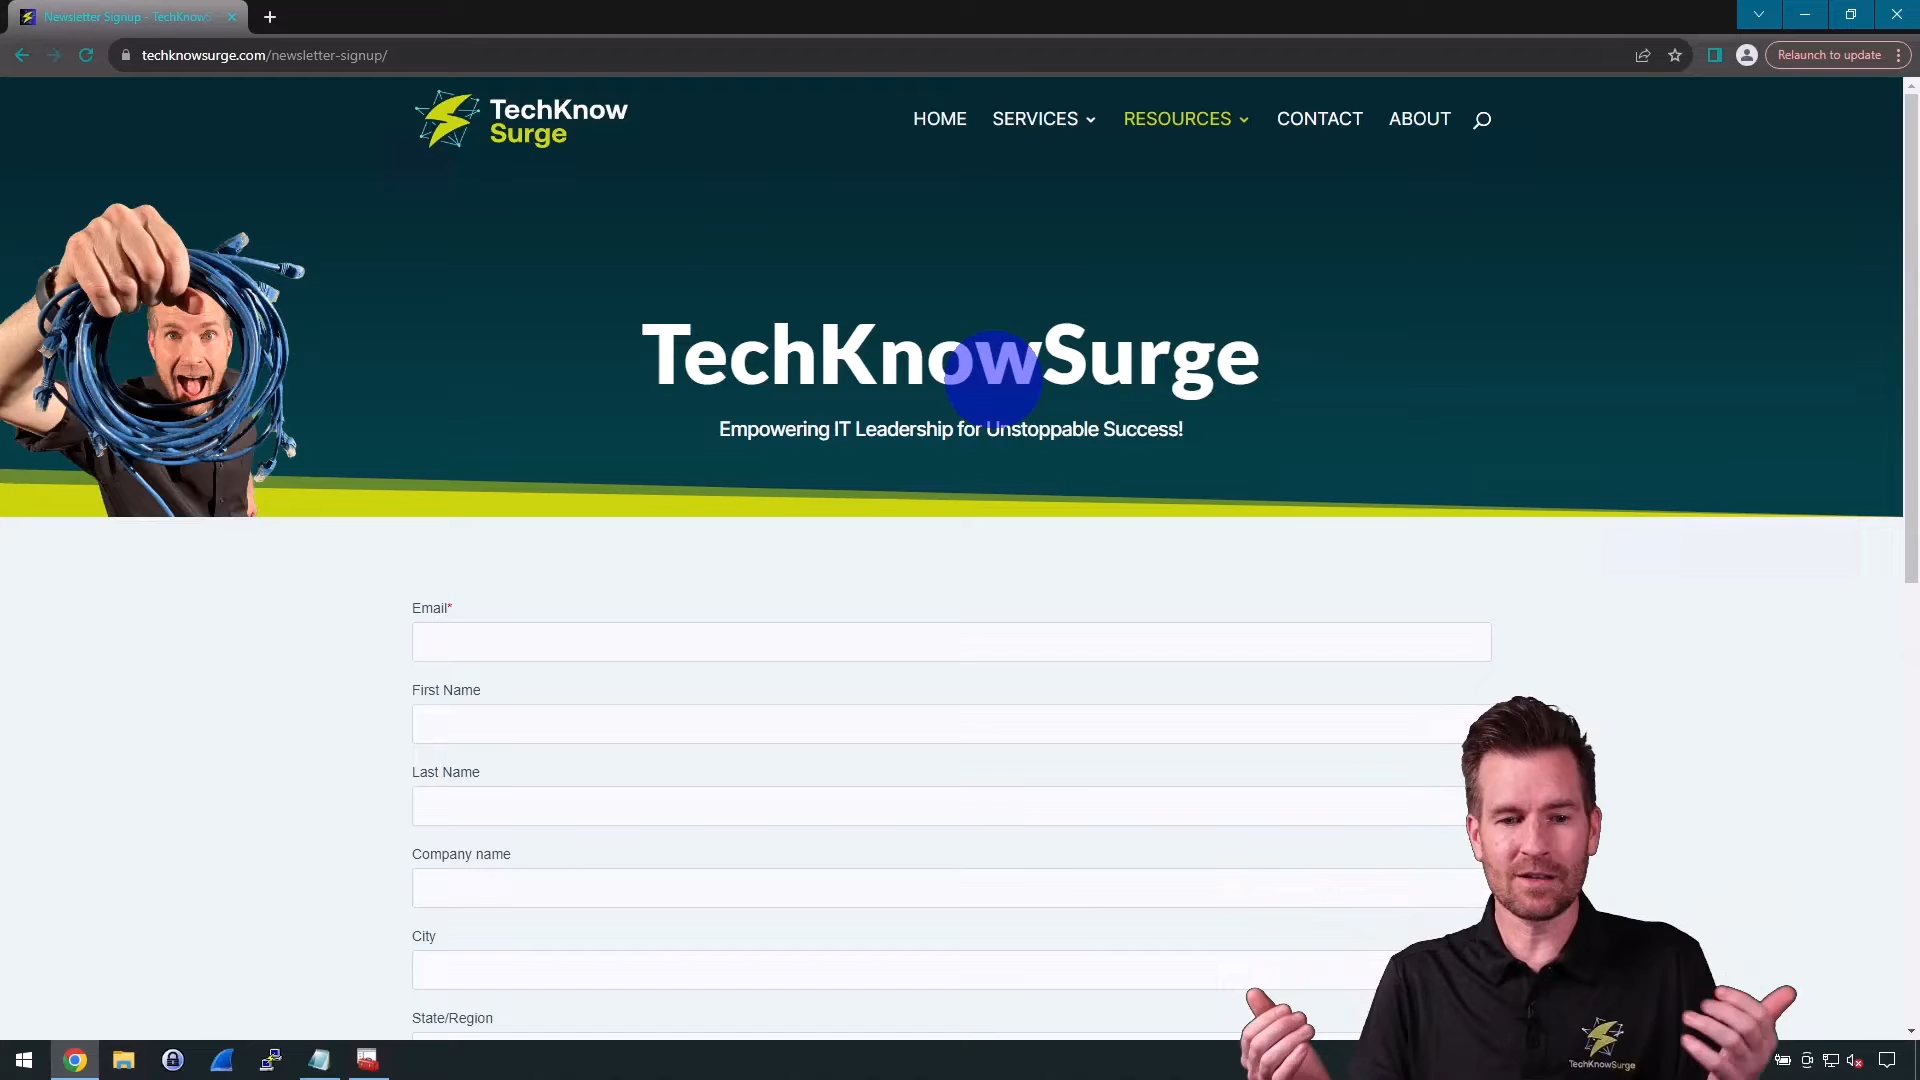 Newsletter Signup - TechKnowS
techknowsurge.com/newsletter-signup/
Relaunch to update
TechKnow
Surge
HOME
SERVICES
RESOURCES
CONTACT
ABOUT
TechKnowSurge
Empowering IT Leadership for Unstoppable Success!
Email*
First Name
Last Name
Company name
City
State/Region
TechKnowSurge